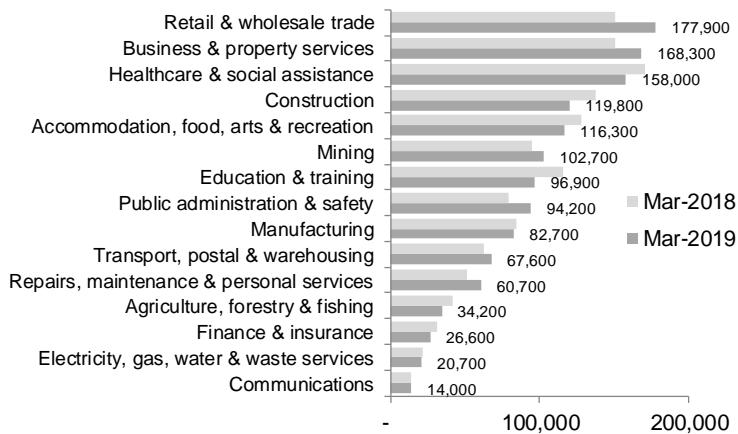 Retail & wholesale trade 177,900
Business & property services 168,300
Healthcare & social assistance 158,000
Construction 119,800
Accommodation, food, arts & recreation 116,300
Mining 102,700
Education & training 96,900
Public administration & safety 94,200
Mar-2018
Manufacturing 82,700
Mar-2019
Transport, postal & warehousing 67,600
Repairs, maintenance & personal services 60,700
Agriculture, forestry & fishing 34,200
Finance & insurance 26,600
Electricity, gas, water & waste services 20,700
Communications 14,000
- 100,000 200,000